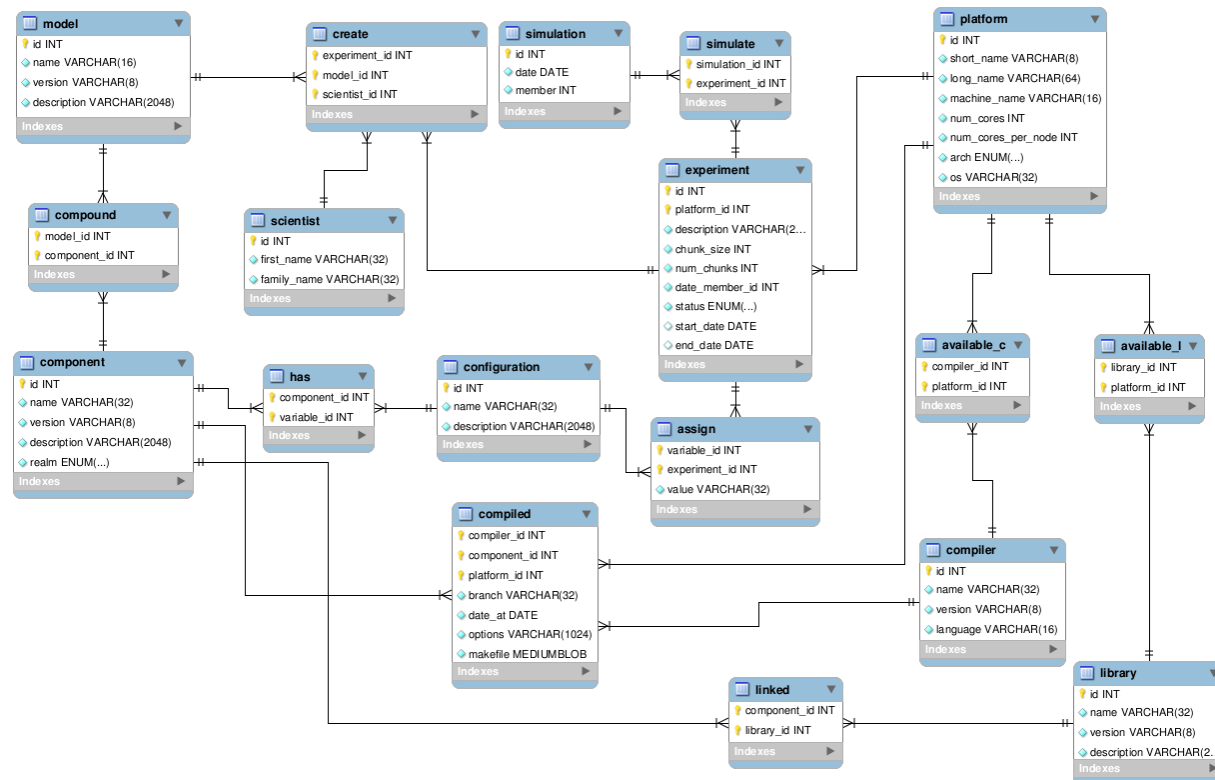 model
id INT
name VARCHAR(16)
version VARCHAR(8)
description VARCHAR(2048)
Indexes
create
experiment_id INT
model_id INT
scientist_id INT
Indexes
simulation
id INT
date DATE
member INT
Indexes
simulate
simulation_id INT
experiment_id INT
Indexes
platform
id INT
short_name VARCHAR(8)
long_name VARCHAR(64)
machine_name VARCHAR(16)
num_cores INT
num_cores_per_node INT
arch ENUM(...)
os VARCHAR(32)
Indexes
compound
model_id INT
component_id INT
Indexes
scientist
id INT
first_name VARCHAR(32)
family_name VARCHAR(32)
Indexes
experiment
id INT
platform_id INT
description VARCHAR(2...
chunk_size INT
num_chunks INT
date_member_id INT
status ENUM(...)
start_date DATE
end_date DATE
Indexes
component
id INT
name VARCHAR(32)
version VARCHAR(8)
description VARCHAR(2048)
realm ENUM(...)
Indexes
has
component_id INT
variable_id INT
Indexes
configuration
id INT
name VARCHAR(32)
description VARCHAR(2048)
Indexes
assign
variable_id INT
experiment_id INT
value VARCHAR(32)
Indexes
available_c
compiler_id INT
platform_id INT
Indexes
available_l
library_id INT
platform_id INT
Indexes
compiled
compiler_id INT
component_id INT
platform_id INT
branch VARCHAR(32)
date_at DATE
options VARCHAR(1024)
makefile MEDIUMBLOB
Indexes
compiler
id INT
name VARCHAR(32)
version VARCHAR(8)
language VARCHAR(16)
Indexes
linked
component_id INT
library_id INT
Indexes
library
id INT
name VARCHAR(32)
version VARCHAR(8)
description VARCHAR(2..
Indexes